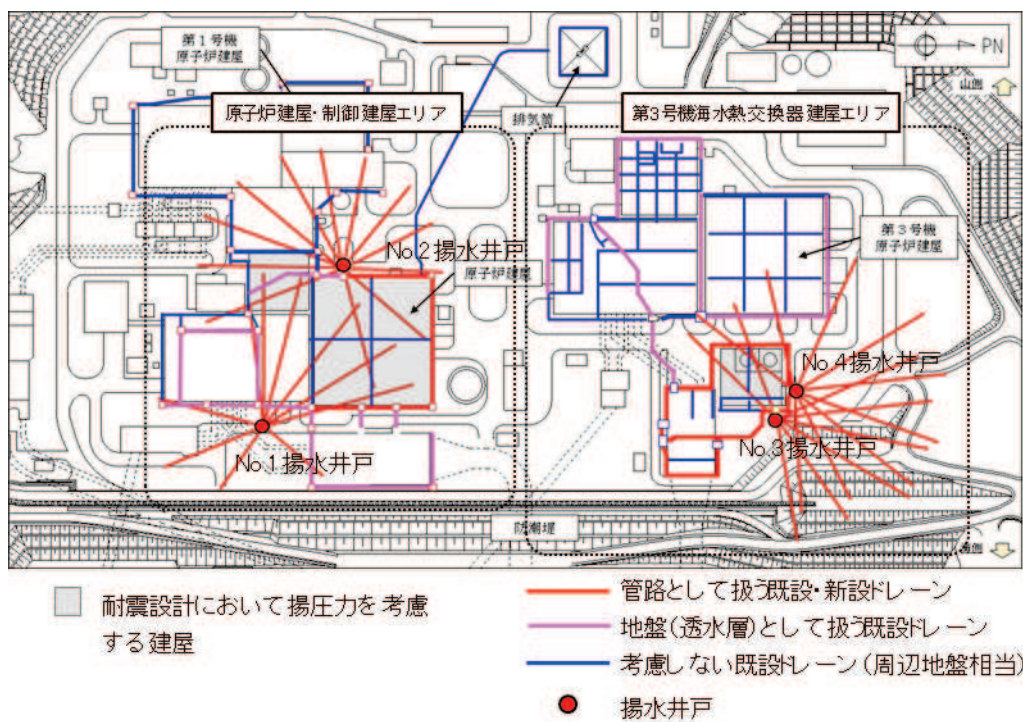 第1号機
原子炉建屋
PN
山側
原子炉建屋・制御建屋エリア
排気筒
第3号機海水熱交換器建屋エリア
No.2揚水井戸
原子炉建屋
第3号機
原子炉建屋
No.4揚水井戸
No.3揚水井戸
No.1揚水井戸
防潮堤
海側
耐震設計において揚圧力を考慮
する建屋
管路として扱う既設・新設ドレーン
地盤(透水層)として扱う既設ドレーン
考慮しない既設ドレーン(周辺地盤相当)
揚水井戸